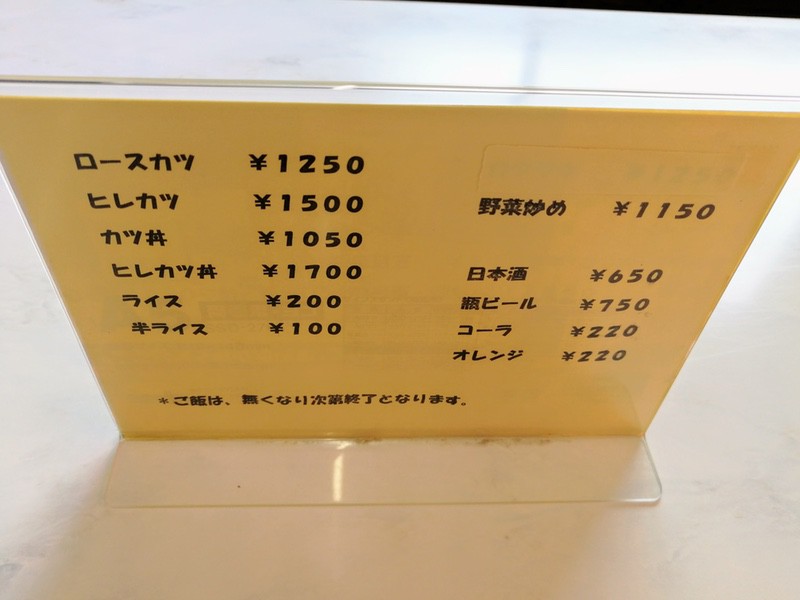 ロースカツ ¥1250
ヒレカツ ¥1500
カツ丼 ¥1050
ヒレカツ丼 ¥1700
ライス ¥200
半ライス ¥100
野菜炒め ¥1150
日本酒 ¥650
瓶ビール ¥750
コーラ ¥220
オレンジ ¥220
*ご飯は、無くなり次第終了となります。